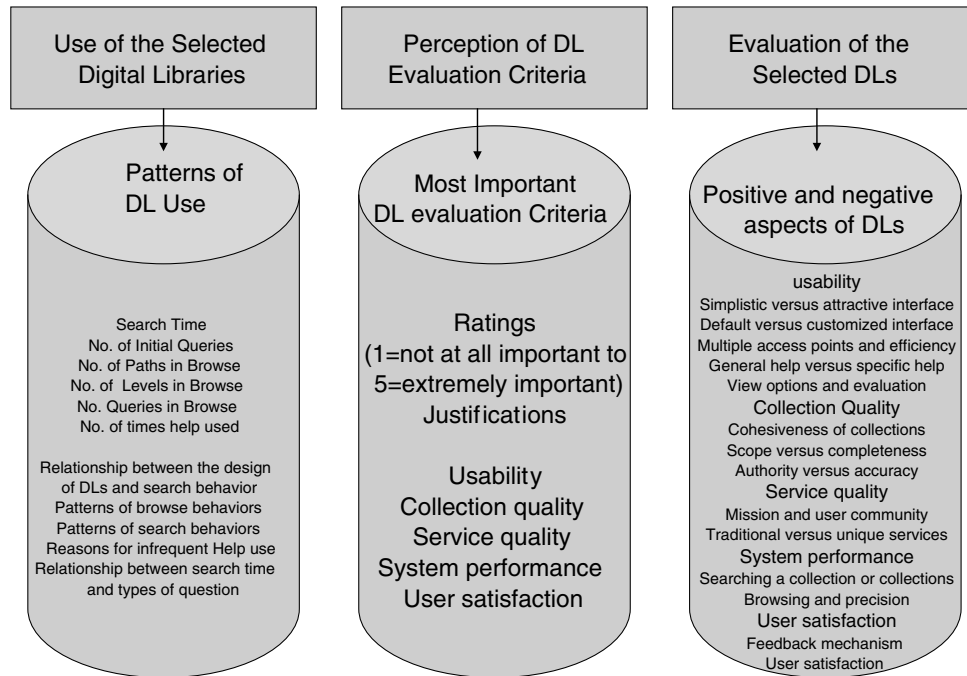 Use of the Selected
Digital Libraries
Patterns of
DL Use
Search Time
No. of Initial Queries
No. of Paths in Browse
No. of Levels in Browse
No. Queries in Browse
No. of times help used
Relationship between the design
of DLs and search behavior
Patterns of browse behaviors
Patterns of search behaviors
Reasons for infrequent Help use
Relationship between search time
and types of question
Perception of DL
Evaluation Criteria
Most Important
DL evaluation Criteria
Ratings
(1=not at all important to
5=extremely important)
Justifications
Usability
Collection quality
Service quality
System performance
User satisfaction
Evaluation of the
Selected DLs
Positive and negative
aspects of DLs
usability
Simplistic versus attractive interface
Default versus customized interface
Multiple access points and efficiency
General help versus specific help
View options and evaluation
Collection Quality
Cohesiveness of collections
Scope versus completeness
Authority versus accuracy
Service quality
Mission and user community
Traditional versus unique services
System performance
Searching a collection or collections
Browsing and precision
User satisfaction
Feedback mechanism
User satisfaction